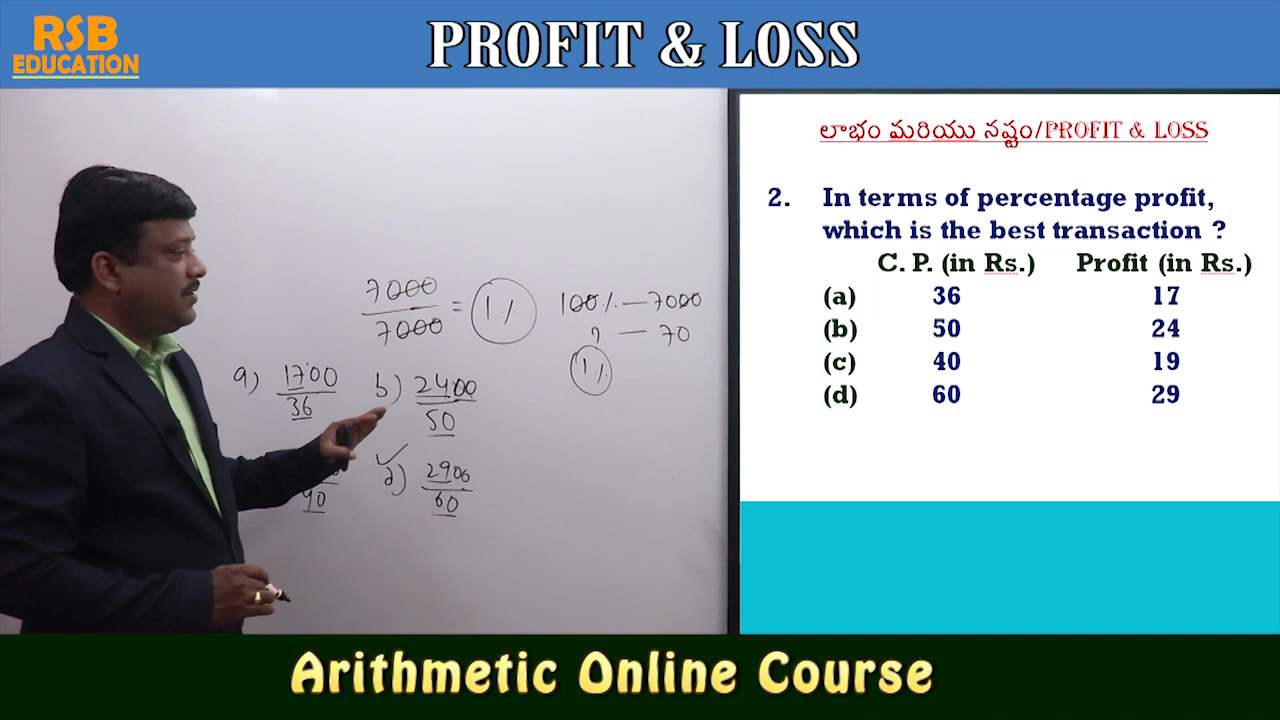 RSB
EDUCATION
PROFIT & LOSS
7000
7000
= 1%
100% — 7000
? — 70
1%
a) 1700
36
b) 2400
50
90
✓
d) 2900
60
లాభం మరియు నష్టం/PROFIT & LOSS
2. In terms of percentage profit,
which is the best transaction ?
C. P. (in Rs.) Profit (in Rs.)
(a) 36 17
(b) 50 24
(c) 40 19
(d) 60 29
Arithmetic Online Course